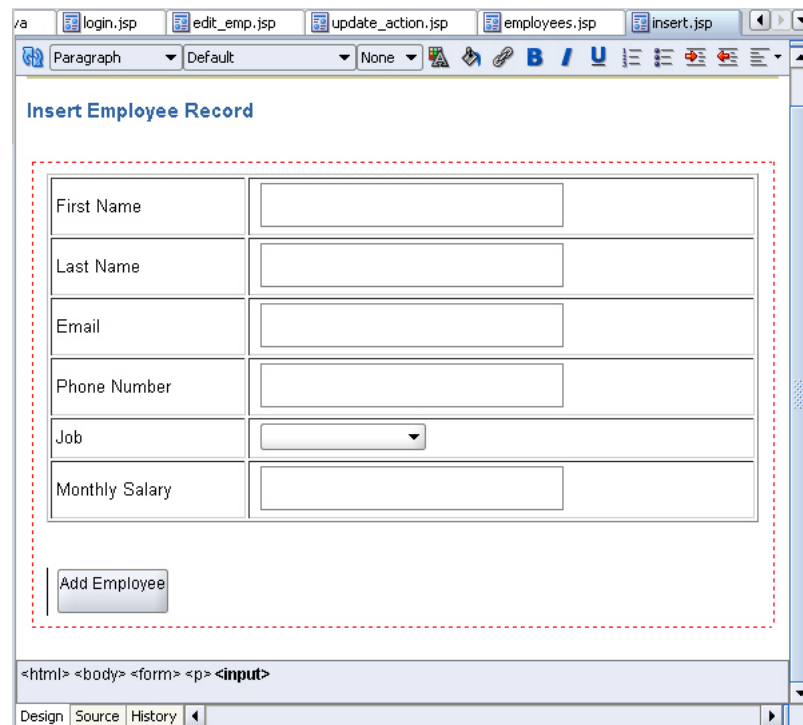 va login.jsp edit_emp.jsp update_action.jsp employees.jsp insert.jsp
Paragraph Default None B I U
Insert Employee Record
First Name
Last Name
Email
Phone Number
Job
Monthly Salary
Add Employee
<html> <body> <form> <p> <input>
Design Source History